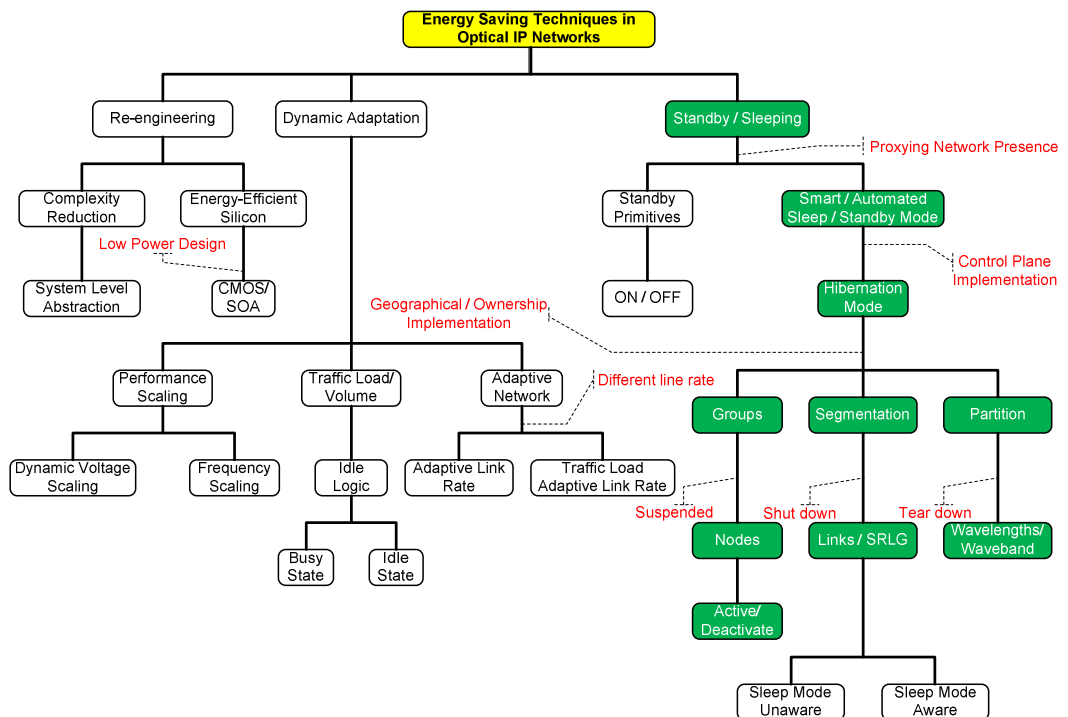 Energy Saving Techniques in
Optical IP Networks
Re-engineering
Dynamic Adaptation
Standby / Sleeping
Proxying Network Presence
Complexity
Reduction
Energy-Efficient
Silicon
Standby
Primitives
Smart / Automated
Sleep / Standby Mode
Low Power Design
Control Plane
Implementation
System Level
Abstraction
CMOS/
SOA
ON / OFF
Hibernation
Mode
Geographical / Ownership
Implementation
Performance
Scaling
Traffic Load/
Volume
Adaptive
Network
Different line rate
Groups
Segmentation
Partition
Dynamic Voltage
Scaling
Frequency
Scaling
Idle
Logic
Adaptive Link
Rate
Traffic Load
Adaptive Link Rate
Suspended
Shut down
Tear down
Nodes
Links / SRLG
Wavelengths/
Waveband
Busy
State
Idle
State
Active/
Deactivate
Sleep Mode
Unaware
Sleep Mode
Aware